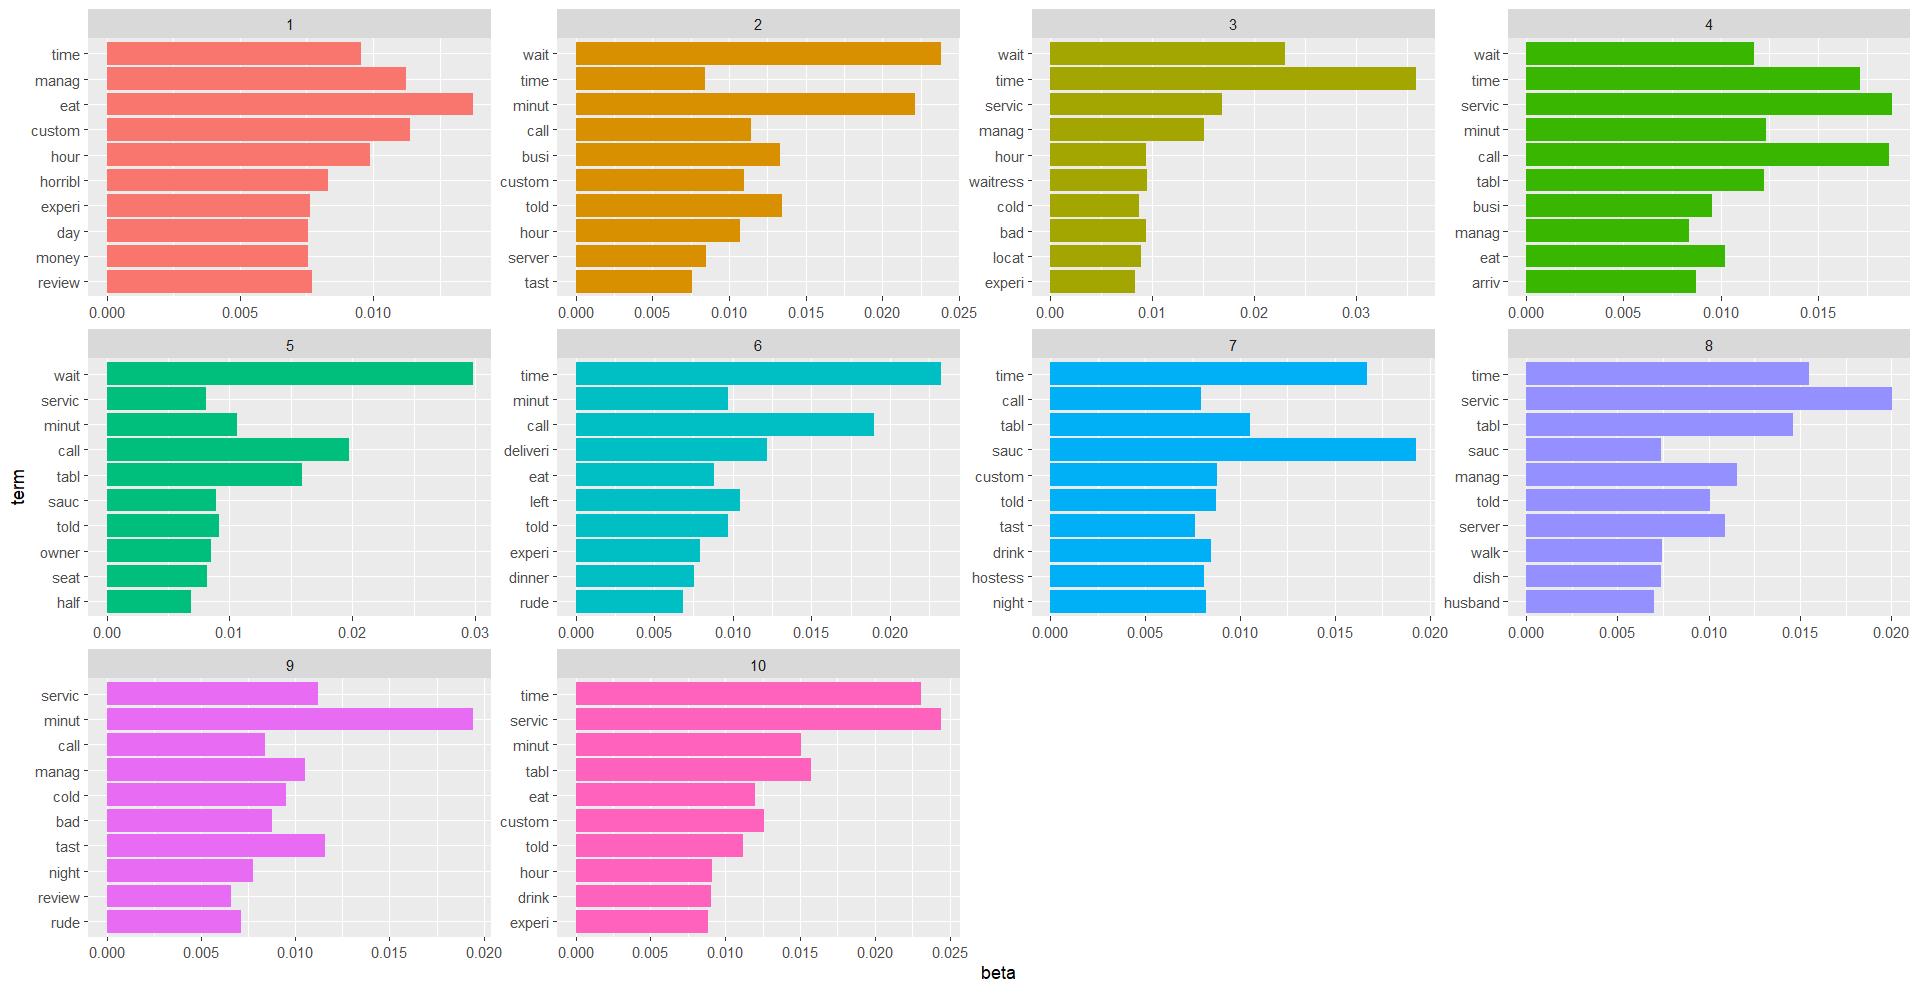 1
time
manag
eat
custom
hour
horribl
experi
day
money
review
0.000 0.005 0.010
2
wait
time
minut
call
busi
custom
told
hour
server
tast
0.000 0.005 0.010 0.015 0.020 0.025
3
wait
time
servic
manag
hour
waitress
cold
bad
locat
experi
0.00 0.01 0.02 0.03
4
wait
time
servic
minut
call
tabl
busi
manag
eat
arriv
0.000 0.005 0.010 0.015
5
wait
servic
minut
call
tabl
sauc
told
owner
seat
half
0.00 0.01 0.02 0.03
6
time
minut
call
deliveri
eat
left
told
experi
dinner
rude
0.000 0.005 0.010 0.015 0.020
7
time
call
tabl
sauc
custom
told
tast
drink
hostess
night
0.000 0.005 0.010 0.015 0.020
8
time
servic
tabl
sauc
manag
told
server
walk
dish
husband
0.000 0.005 0.010 0.015 0.020
9
servic
minut
call
manag
cold
bad
tast
night
review
rude
0.000 0.005 0.010 0.015 0.020
10
time
servic
minut
tabl
eat
custom
told
hour
drink
experi
0.000 0.005 0.010 0.015 0.020 0.025
term
beta